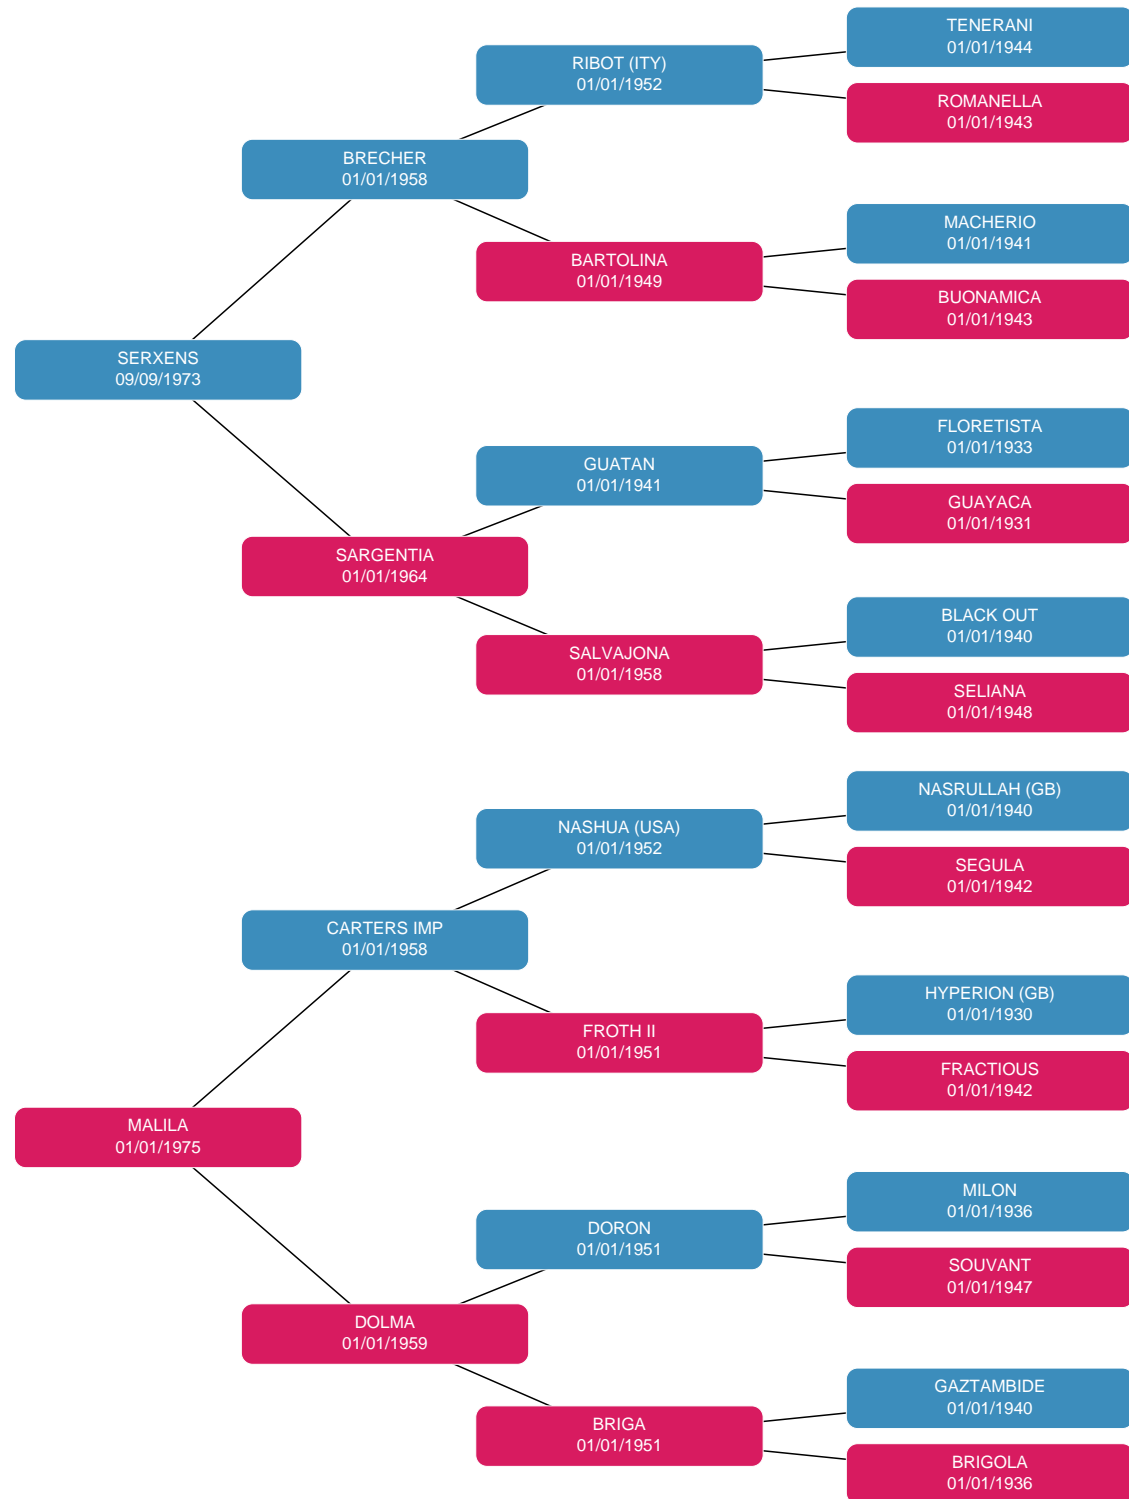 TENERANI
01/01/1944
RIBOT (ITY)
01/01/1952
ROMANELLA
01/01/1943
BRECHER
01/01/1958
MACHERIO
01/01/1941
BARTOLINA
01/01/1949
BUONAMICA
01/01/1943
SERXENS
09/09/1973
FLORETISTA
01/01/1933
GUATAN
01/01/1941
GUAYACA
01/01/1931
SARGENTIA
01/01/1964
BLACK OUT
01/01/1940
SALVAJONA
01/01/1958
SELIANA
01/01/1948
NASRULLAH (GB)
01/01/1940
NASHUA (USA)
01/01/1952
SEGULA
01/01/1942
CARTERS IMP
01/01/1958
HYPERION (GB)
01/01/1930
FROTH II
01/01/1951
FRACTIOUS
01/01/1942
MALILA
01/01/1975
MILON
01/01/1936
DORON
01/01/1951
SOUVANT
01/01/1947
DOLMA
01/01/1959
GAZTAMBIDE
01/01/1940
BRIGA
01/01/1951
BRIGOLA
01/01/1936